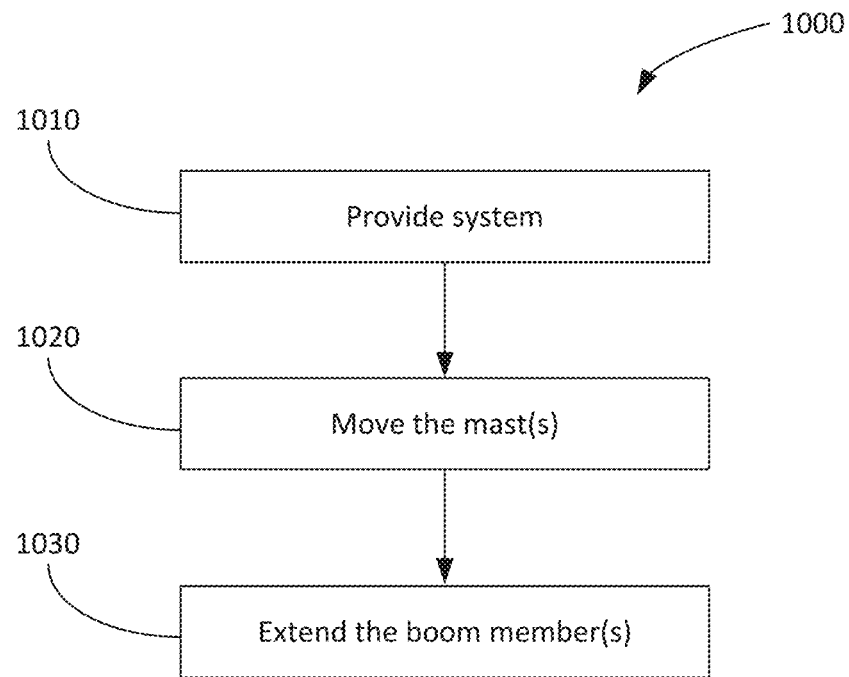 1000
1010
Provide system
1020
Move the mast(s)
1030
Extend the boom member(s)